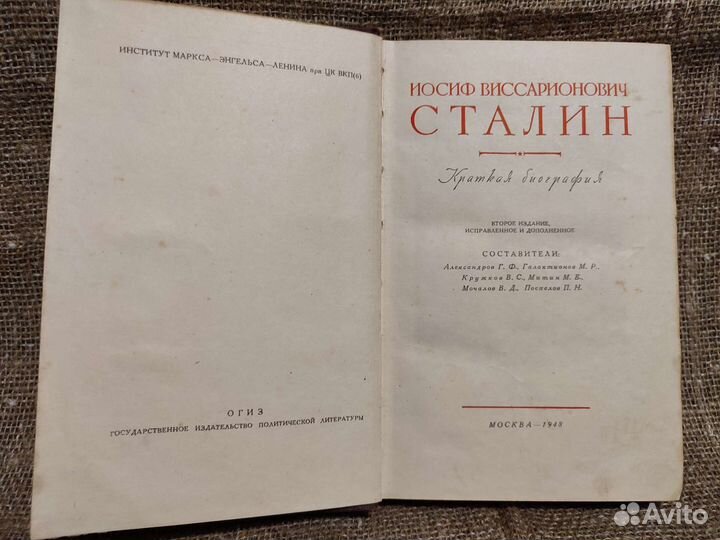 ИНСТИТУТ МАРКСА—ЭНГЕЛЬСА—ЛЕНИНА при ЦК ВКП(б)
ОГИЗ
ГОСУДАРСТВЕННОЕ ИЗДАТЕЛЬСТВО ПОЛИТИЧЕСКОЙ ЛИТЕРАТУРЫ
ИОСИФ ВИССАРИОНОВИЧ
СТАЛИН
Краткая биография
ВТОРОЕ ИЗДАНИЕ,
ИСПРАВЛЕННОЕ И ДОПОЛНЕННОЕ
СОСТАВИТЕЛИ:
Александров Г. Ф., Галактионов М. Р.,
Кружков В. С., Митин М. Б.,
Мочалов В. Д., Поспелов П. Н.
МОСКВА—1948
Avito